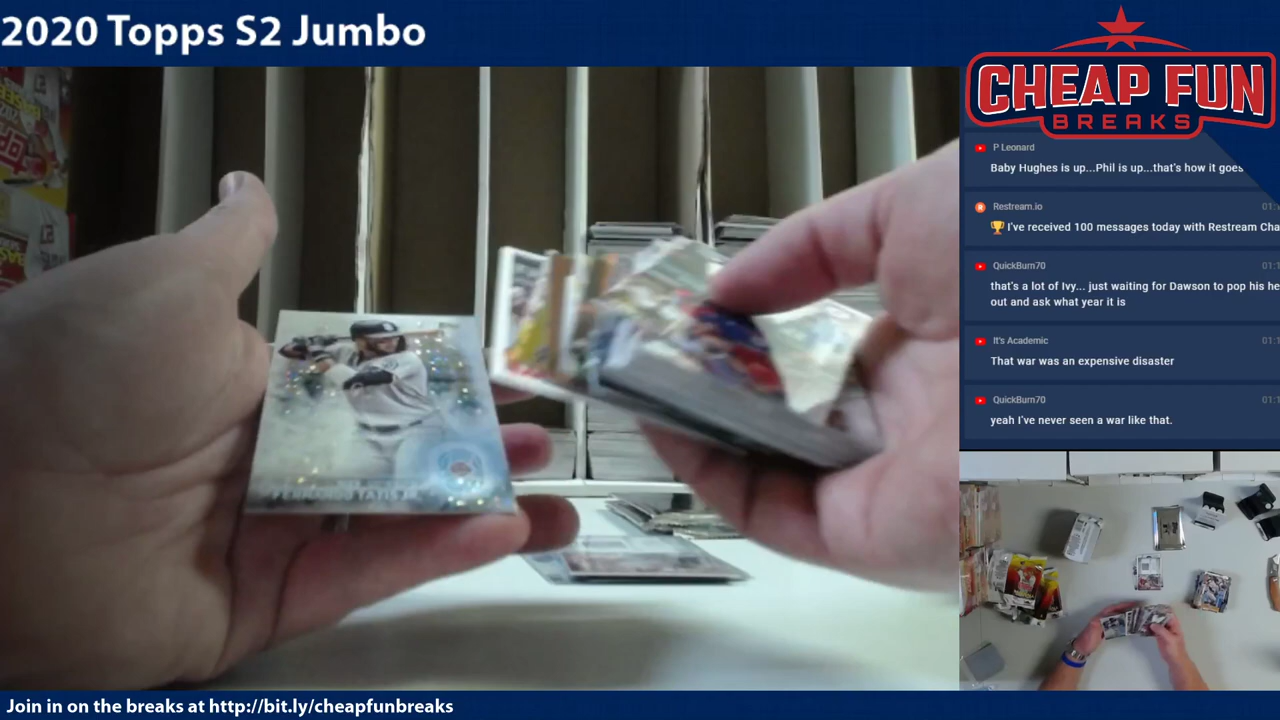 2020 Topps S2 Jumbo
CHEAP FUN
BREAKS
P Leonard
Baby Hughes is up...Phil is up...that's how it goes
Restream.io
01:
🏆 I've received 100 messages today with Restream Cha
QuickBurn70
01:
that's a lot of Ivy... just waiting for Dawson to pop his he
out and ask what year it is
It's Academic
01:
That war was an expensive disaster
QuickBurn70
01:
yeah I've never seen a war like that.
FERNANDO TATIS JR.
Join in on the breaks at http://bit.ly/cheapfunbreaks